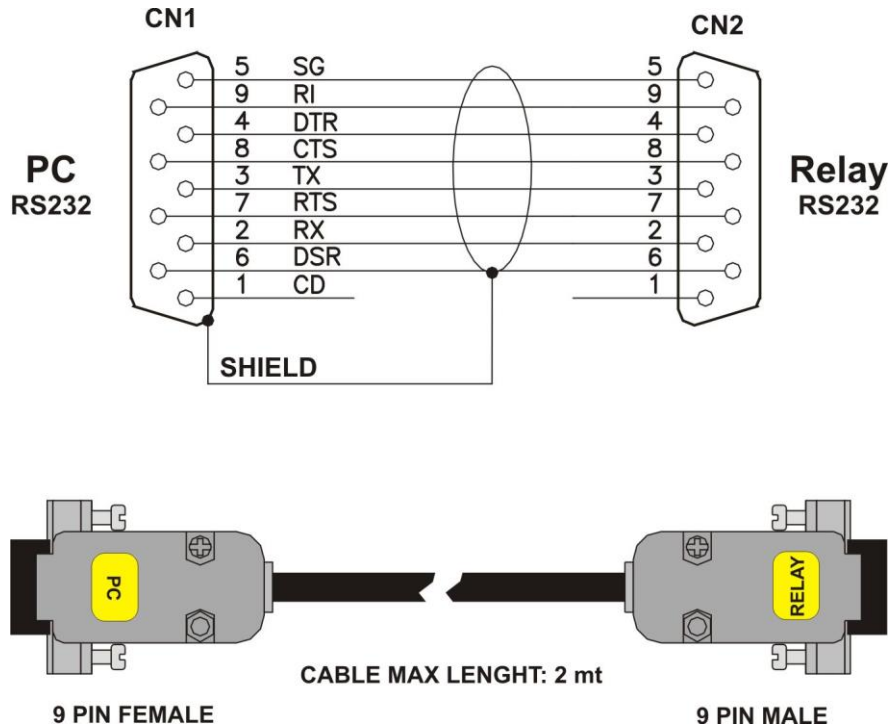 CN1
CN2
5 SG 5
9 RI 9
4 DTR 4
8 CTS 8
3 TX 3
7 RTS 7
2 RX 2
6 DSR 6
1 CD 1
PC
RS232
Relay
RS232
SHIELD
PC
RELAY
CABLE MAX LENGHT: 2 mt
9 PIN FEMALE
9 PIN MALE